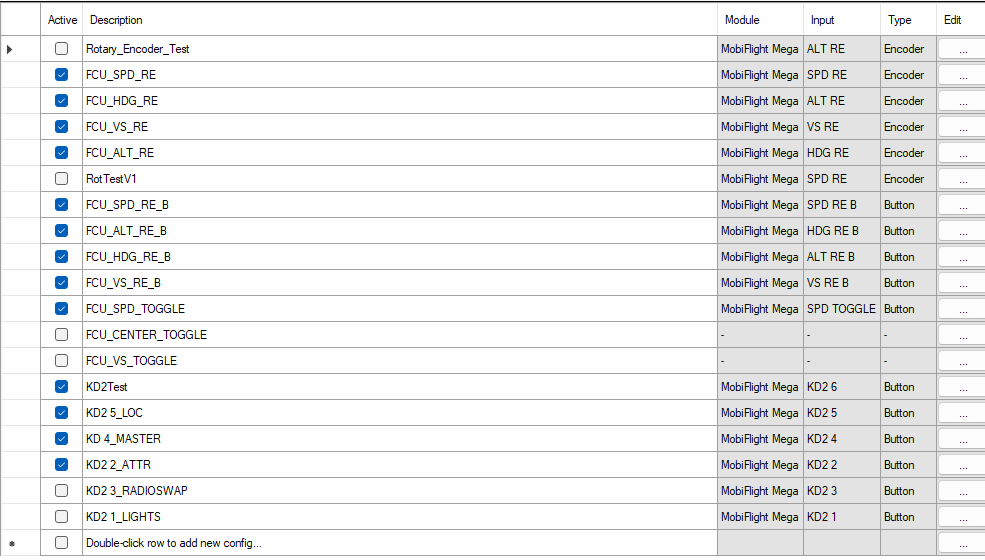 Active Description Module Input Type Edit
Rotary_Encoder_Test MobiFlight Mega ALT RE Encoder ...
FCU_SPD_RE MobiFlight Mega SPD RE Encoder ...
FCU_HDG_RE MobiFlight Mega ALT RE Encoder ...
FCU_VS_RE MobiFlight Mega VS RE Encoder ...
FCU_ALT_RE MobiFlight Mega HDG RE Encoder ...
RotTestV1 MobiFlight Mega SPD RE Encoder ...
FCU_SPD_RE_B MobiFlight Mega SPD RE B Button ...
FCU_ALT_RE_B MobiFlight Mega HDG RE B Button ...
FCU_HDG_RE_B MobiFlight Mega ALT RE B Button ...
FCU_VS_RE_B MobiFlight Mega VS RE B Button ...
FCU_SPD_TOGGLE MobiFlight Mega SPD TOGGLE Button ...
FCU_CENTER_TOGGLE - - - ...
FCU_VS_TOGGLE - - - ...
KD2Test MobiFlight Mega KD2 6 Button ...
KD2 5_LOC MobiFlight Mega KD2 5 Button ...
KD 4_MASTER MobiFlight Mega KD2 4 Button ...
KD2 2_ATTR MobiFlight Mega KD2 2 Button ...
KD2 3_RADIOSWAP MobiFlight Mega KD2 3 Button ...
KD2 1_LIGHTS MobiFlight Mega KD2 1 Button ...
Double-click row to add new config... ...